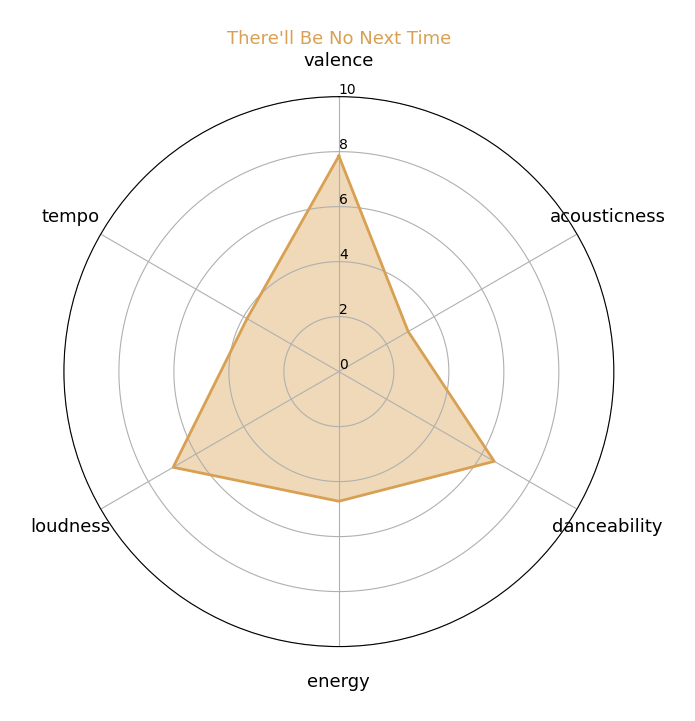 There'll Be No Next Time
valence
10
8
tempo
acousticness
6
4
2
0
loudness
danceability
energy